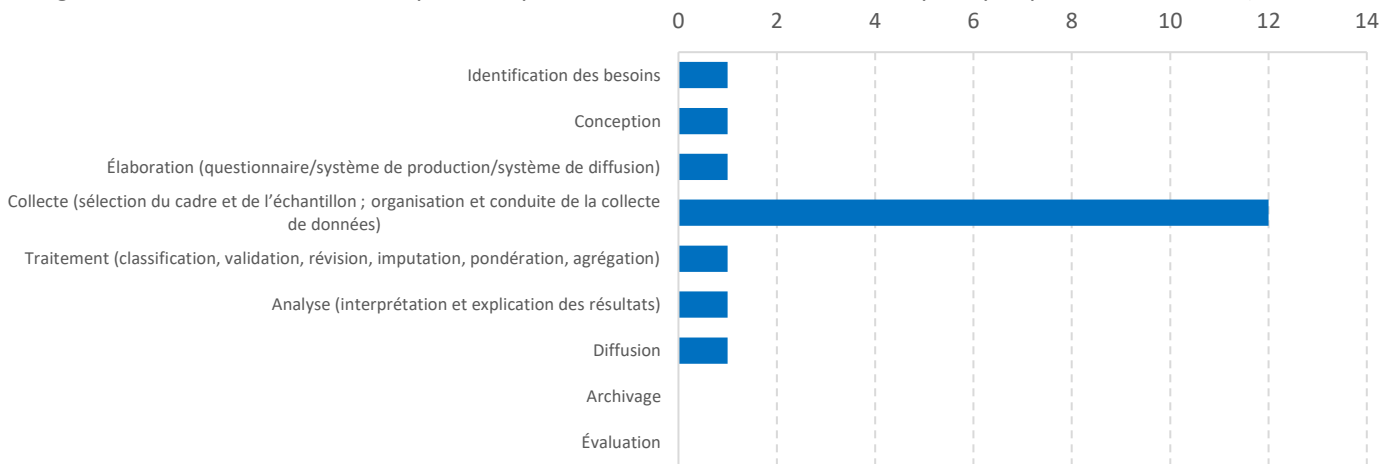 0 2 4 6 8 10 12 14
Identification des besoins
Conception
Élaboration (questionnaire/système de production/système de diffusion)
Collecte (sélection du cadre et de l’échantillon ; organisation et conduite de la collecte
de données)
Traitement (classification, validation, révision, imputation, pondération, agrégation)
Analyse (interprétation et explication des résultats)
Diffusion
Archivage
Évaluation